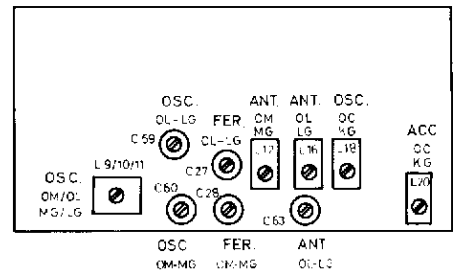 OSC. ANT. ANT. OSC.
OL-LG FER. OM OL OC
MG LG KG ACC
C59 OL-LG OC
L12 L16 L18 KG
C27
L9/10/11 L20
OSC. C60 C28
OM/OL
MG/LG C63
OSC FER. ANT
OM-MG OM-MG OL-LG